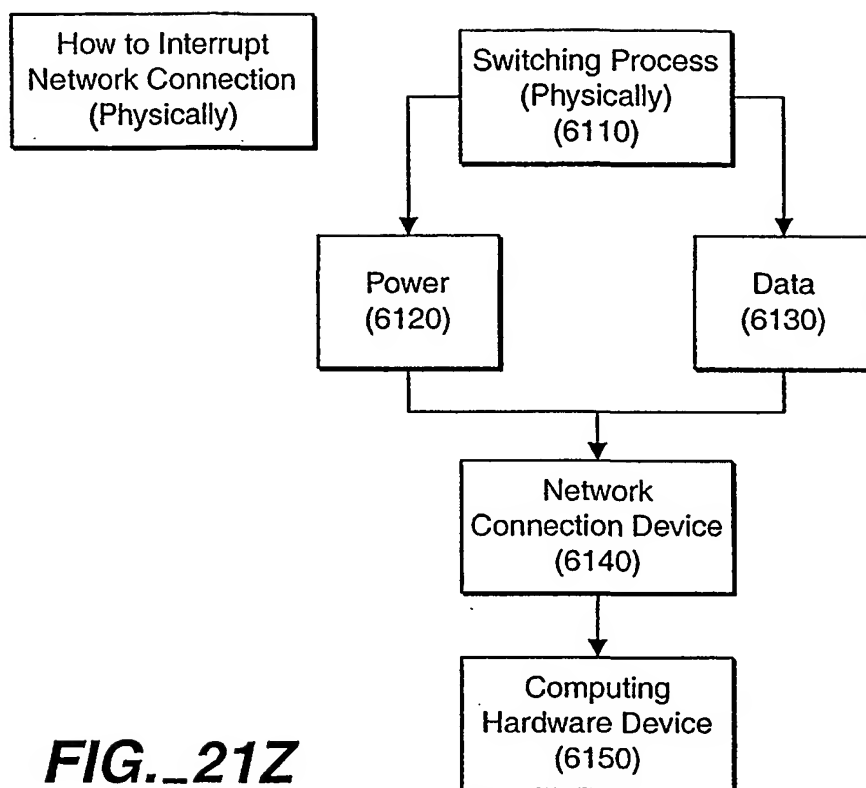 How to Interrupt
Network Connection
(Physically)
Switching Process
(Physically)
(6110)
Power
(6120)
Data
(6130)
Network
Connection Device
(6140)
Computing
Hardware Device
(6150)
FIG._21Z